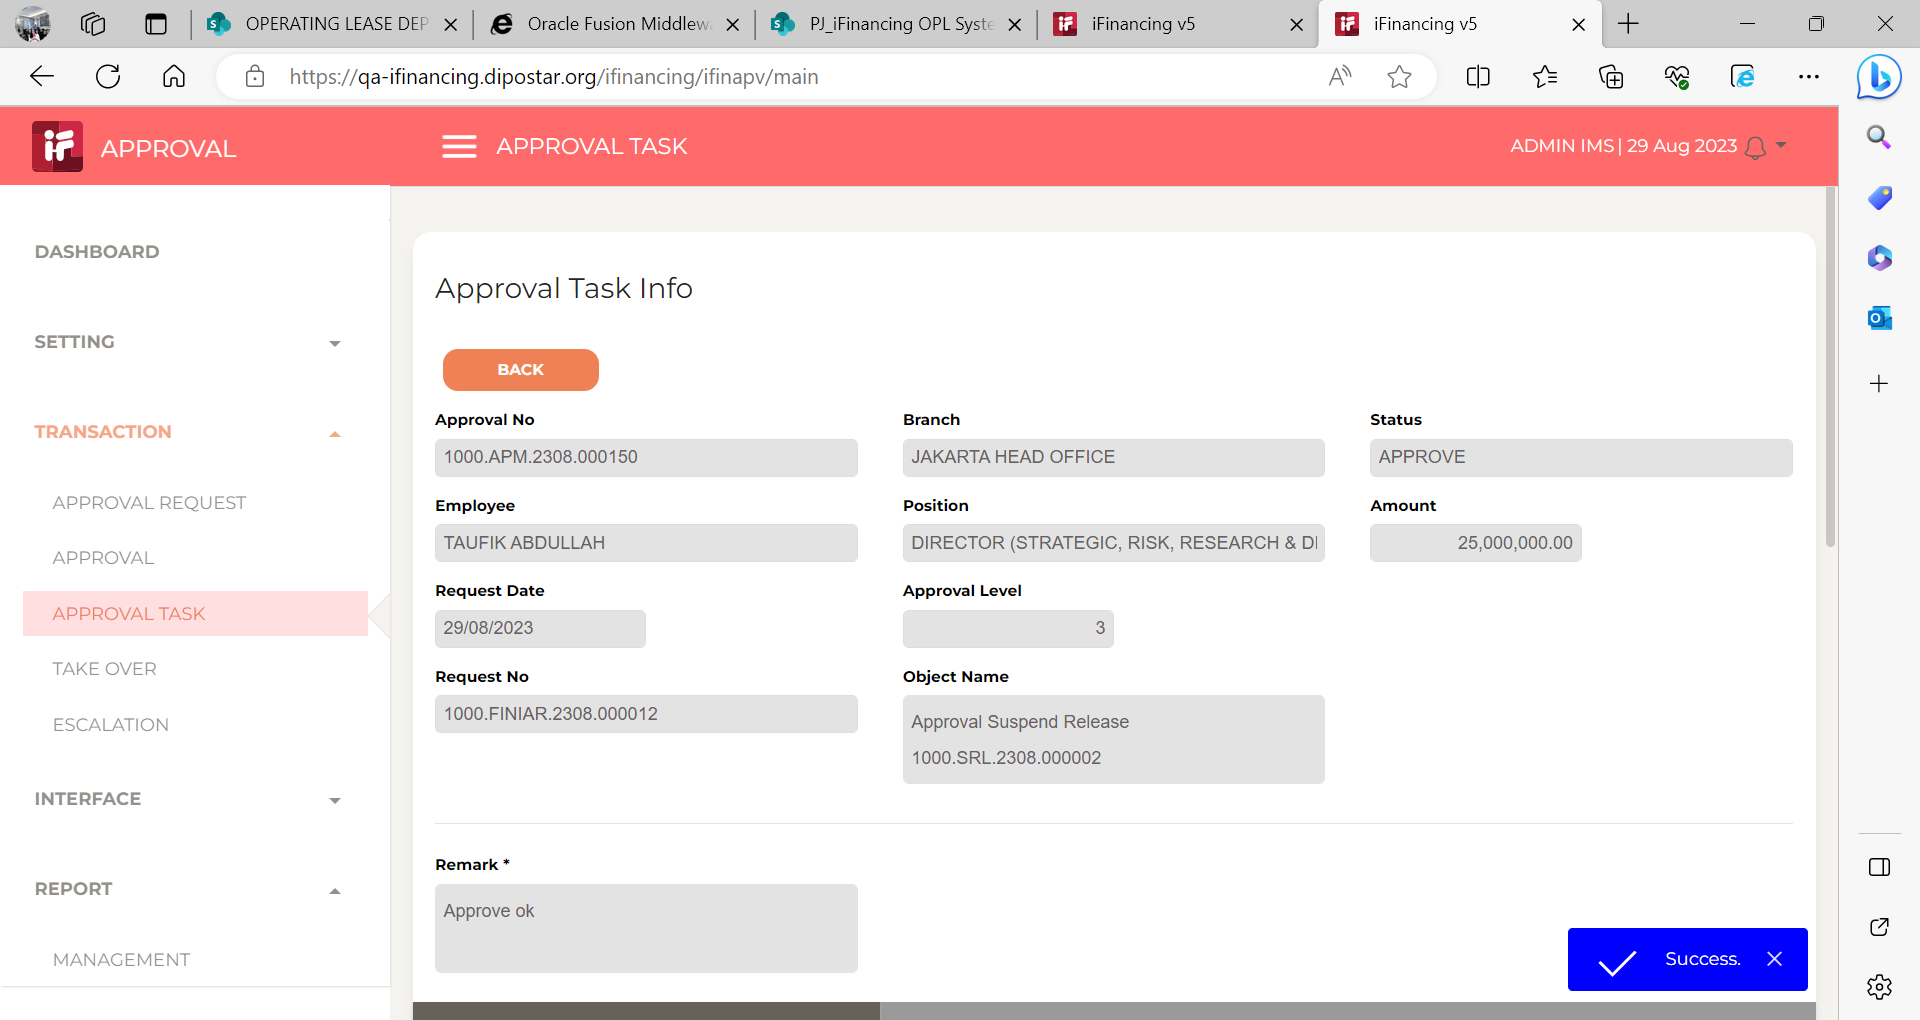 OPERATING LEASE DEP
Oracle Fusion Middlewa
PJ_iFinancing OPL Syste
iFinancing v5
iFinancing v5
https://qa-ifinancing.dipostar.org/ifinancing/ifinapv/main
iF APPROVAL
APPROVAL TASK
ADMIN IMS | 29 Aug 2023
DASHBOARD
SETTING
TRANSACTION
APPROVAL REQUEST
APPROVAL
APPROVAL TASK
TAKE OVER
ESCALATION
INTERFACE
REPORT
MANAGEMENT
Approval Task Info
BACK
Approval No
1000.APM.2308.000150
Branch
JAKARTA HEAD OFFICE
Status
APPROVE
Employee
TAUFIK ABDULLAH
Position
DIRECTOR (STRATEGIC, RISK, RESEARCH & DI
Amount
25,000,000.00
Request Date
29/08/2023
Approval Level
3
Request No
1000.FINIAR.2308.000012
Object Name
Approval Suspend Release
1000.SRL.2308.000002
Remark *
Approve ok
Success.